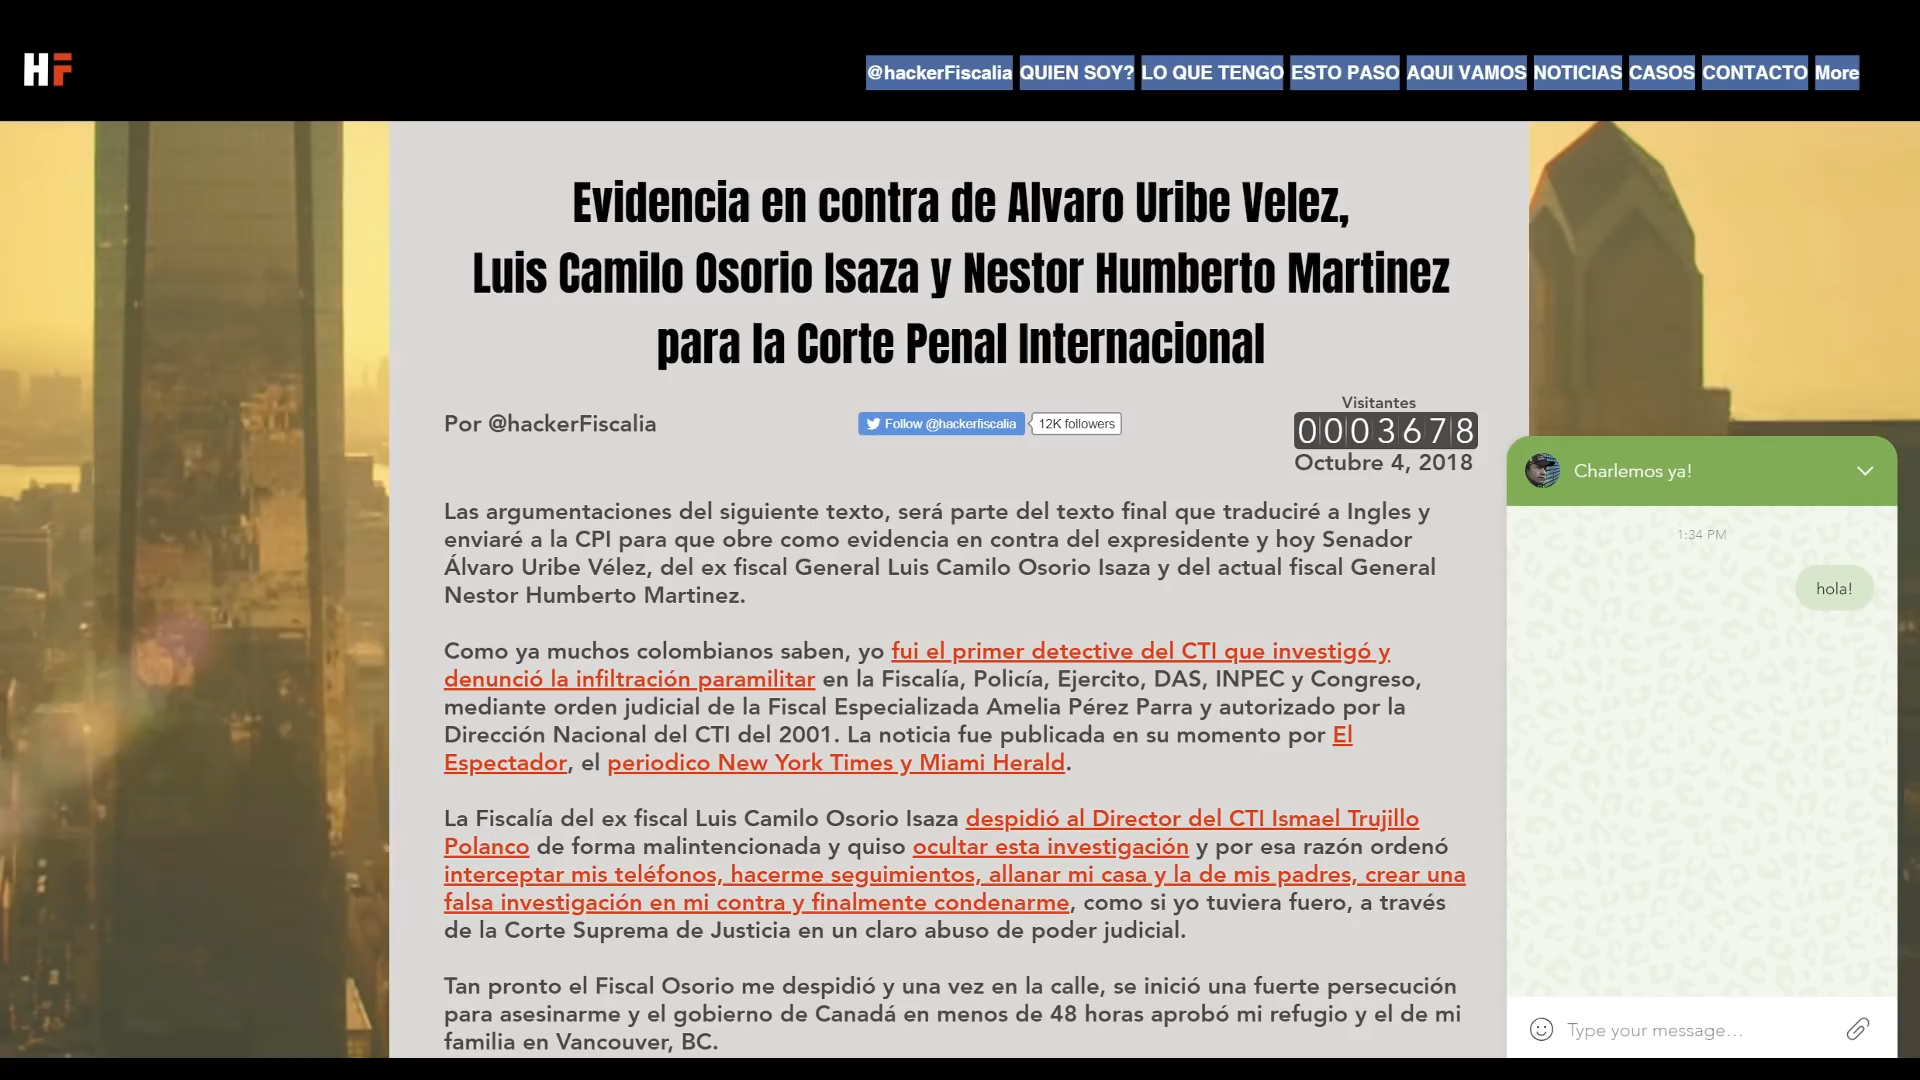 HF
@hackerFiscalia QUIEN SOY? LO QUE TENGO ESTO PASO AQUI VAMOS NOTICIAS CASOS CONTACTO More
Evidencia en contra de Alvaro Uribe Velez,
Luis Camilo Osorio Isaza y Nestor Humberto Martinez
para la Corte Penal Internacional
Por @hackerFiscalia
Follow @hackerfiscalia
12K followers
Visitantes
0003678
Octubre 4, 2018
Las argumentaciones del siguiente texto, será parte del texto final que traduciré a Ingles y
enviaré a la CPI para que obre como evidencia en contra del expresidente y hoy Senador
Álvaro Uribe Vélez, del ex fiscal General Luis Camilo Osorio Isaza y del actual fiscal General
Nestor Humberto Martinez.
Como ya muchos colombianos saben, yo fui el primer detective del CTI que investigó y
denunció la infiltración paramilitar en la Fiscalía, Policía, Ejercito, DAS, INPEC y Congreso,
mediante orden judicial de la Fiscal Especializada Amelia Pérez Parra y autorizado por la
Dirección Nacional del CTI del 2001. La noticia fue publicada en su momento por El
Espectador, el periodico New York Times y Miami Herald.
La Fiscalía del ex fiscal Luis Camilo Osorio Isaza despidió al Director del CTI Ismael Trujillo
Polanco de forma malintencionada y quiso ocultar esta investigación y por esa razón ordenó
interceptar mis teléfonos, hacerme seguimientos, allanar mi casa y la de mis padres, crear una
falsa investigación en mi contra y finalmente condenarme, como si yo tuviera fuero, a través
de la Corte Suprema de Justicia en un claro abuso de poder judicial.
Tan pronto el Fiscal Osorio me despidió y una vez en la calle, se inició una fuerte persecución
para asesinarme y el gobierno de Canadá en menos de 48 horas aprobó mi refugio y el de mi
familia en Vancouver, BC.
Charlemos ya!
1:34 PM
hola!
Type your message...